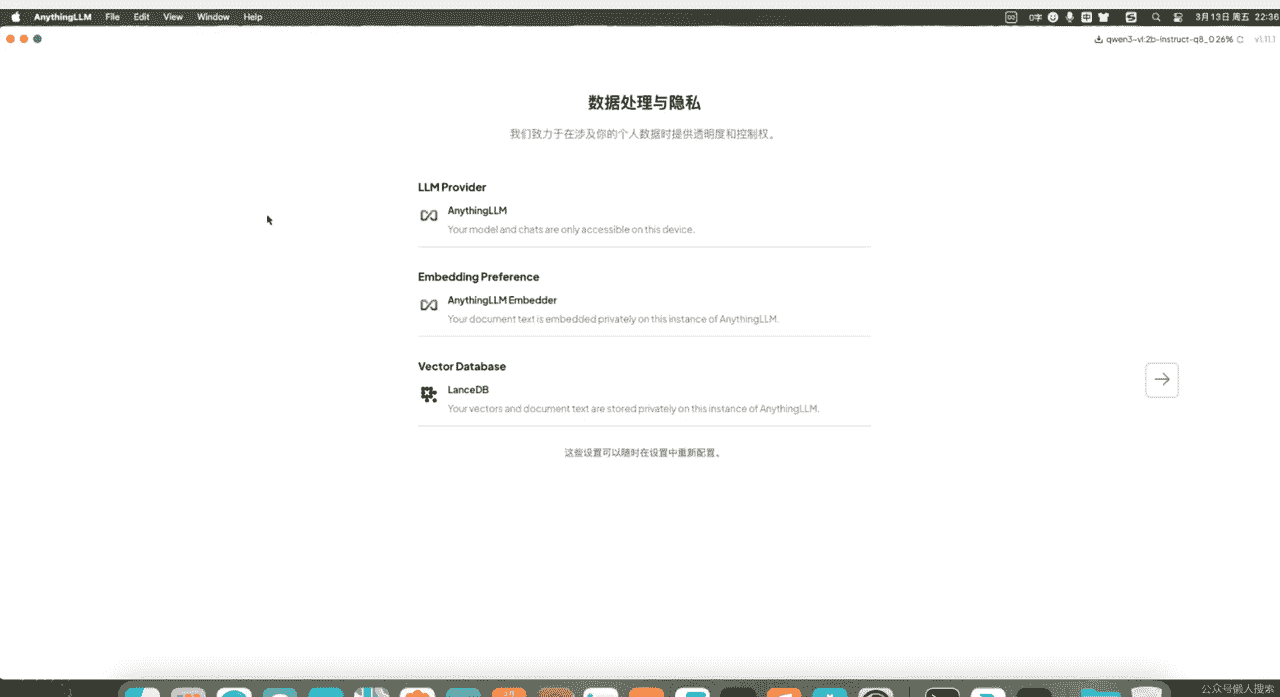 AnythingLLM File Edit View Window Help 0字 中 3月13日 周五 22:36
qwen3-vl:2b-instruct-q8_0 26% v1.11.1
数据处理与隐私
我们致力于在涉及你的个人数据时提供透明度和控制权。
LLM Provider
AnythingLLM
Your model and chats are only accessible on this device.
Embedding Preference
AnythingLLM Embedder
Your document text is embedded privately on this instance of AnythingLLM.
Vector Database
LanceDB
Your vectors and document text are stored privately on this instance of AnythingLLM.
这些设置可以随时在设置中重新配置。
公众号懒人搜索